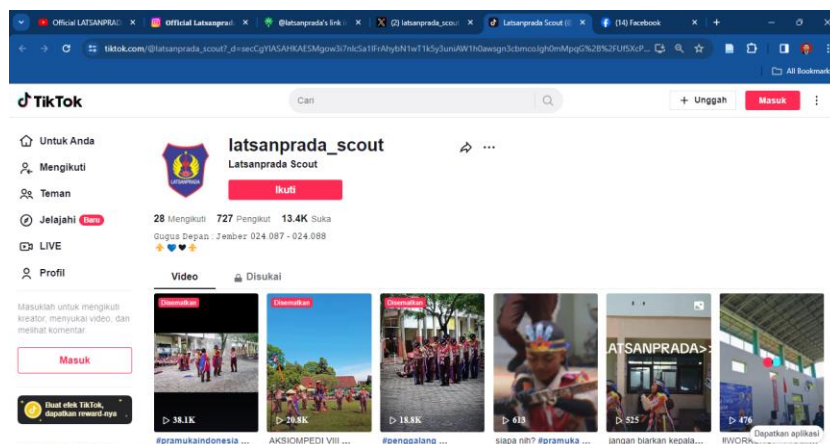 Official LATSANPRAD
Official Latsanprada
@latsanprada's link
(2) latsanprada_scout
Latsanprada Scout
(14) Facebook
All Bookmark
TikTok
Cari
Unggah
Masuk
Untuk Anda
Mengikuti
Teman
Jelajahi Baru
LIVE
Profil
Masuklah untuk mengikuti
kreator, menyukai video, dan
melihat komentar.
Masuk
Buat efek TikTok,
dapatkan reward-nya
LATSANPRADA
latsanprada_scout
Latsanprada Scout
Ikuti
28 Mengikuti 727 Pengikut 13.4K Suka
Gugus Depan : Jember 024.087 - 024.088
Video Disukai
Disematkan Disematkan Disematkan
LATSANPRADA>>
38.1K 20.8K 18.8K 613 525 476
#pramukaindonesia ... AKSIOMPEDI VIII ... #penggalang ... siapa nih? #pramuka ... jangan biarkan kepala...
Dapatkan aplikasi